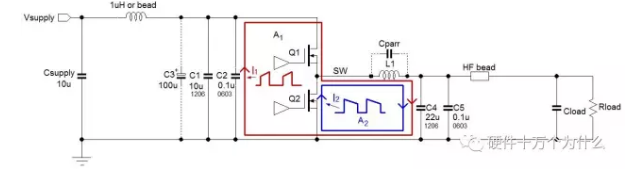 1uH or bead
Vsupply
A1
Cparr
Q1
SW
L1
HF bead
I1
C3+
100u
C1
10u
1206
C2
0.1u
0603
Csupply
10u
Q2
I2
A2
C4
22u
1206
C5
0.1u
0603
Cload
Rload
硬件十万个为什么